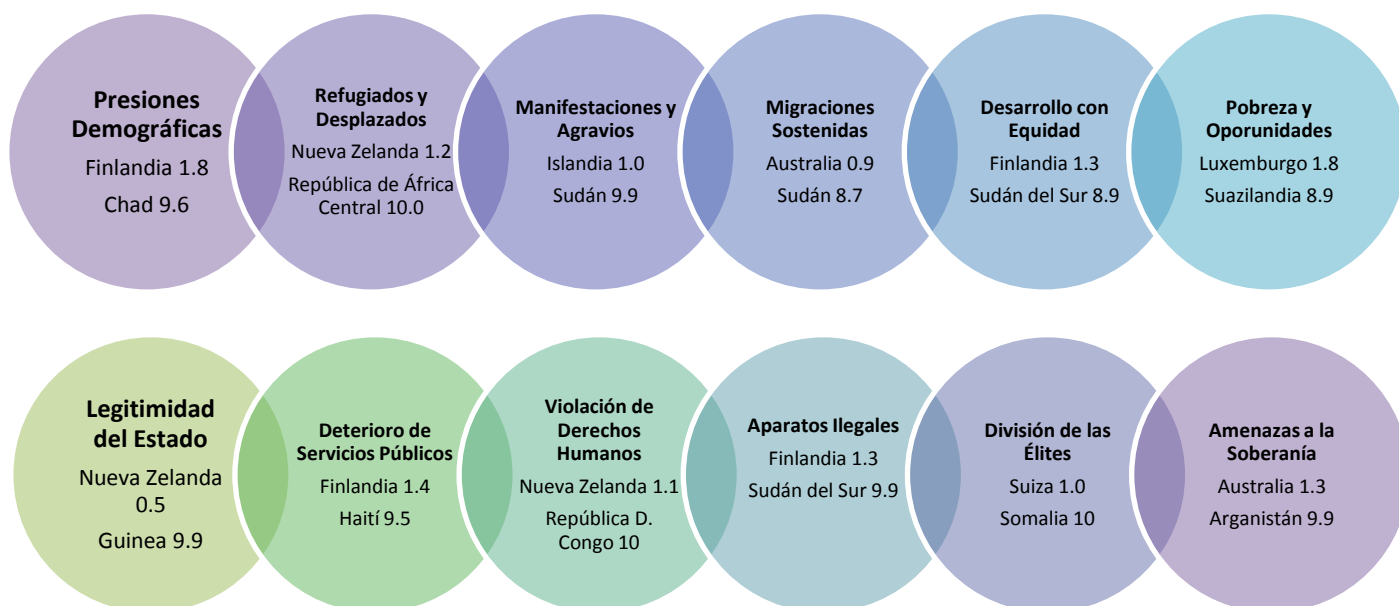 Presiones
Demográficas
Finlandia 1.8
Chad 9.6
Refugiados y
Desplazados
Nueva Zelanda 1.2
República de África
Central 10.0
Manifestaciones y
Agravios
Islandia 1.0
Sudán 9.9
Migraciones
Sostenidas
Australia 0.9
Sudán 8.7
Desarrollo con
Equidad
Finlandia 1.3
Sudán del Sur 8.9
Pobreza y
Oporunidades
Luxemburgo 1.8
Suazilandia 8.9
Legitimidad
del Estado
Nueva Zelanda
0.5
Guinea 9.9
Deterioro de
Servicios Públicos
Finlandia 1.4
Haití 9.5
Violación de
Derechos
Humanos
Nueva Zelanda 1.1
República D.
Congo 10
Aparatos Ilegales
Finlandia 1.3
Sudán del Sur 9.9
División de las
Élites
Suiza 1.0
Somalia 10
Amenazas a la
Soberanía
Australia 1.3
Arganistán 9.9